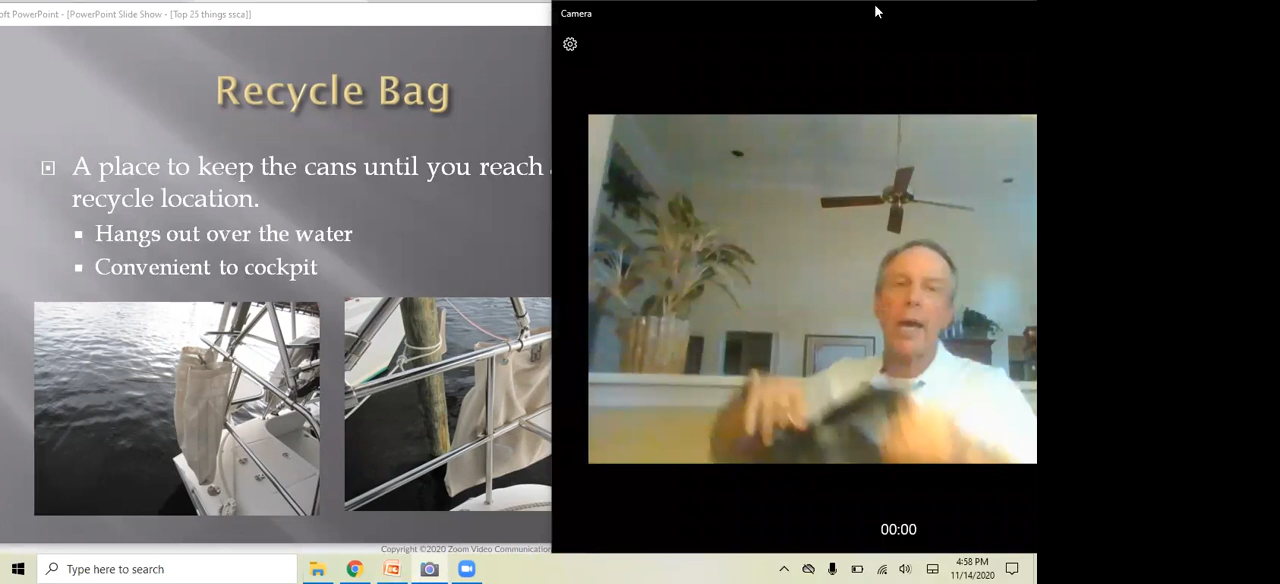 oft PowerPoint - [PowerPoint Slide Show - [Top 25 things ssca]]
Camera
Recycle Bag
A place to keep the cans until you reach
recycle location.
Hangs out over the water
Convenient to cockpit
00:00
Copyright ©2020 Zoom Video Communication
Type here to search
4:58 PM
11/14/2020